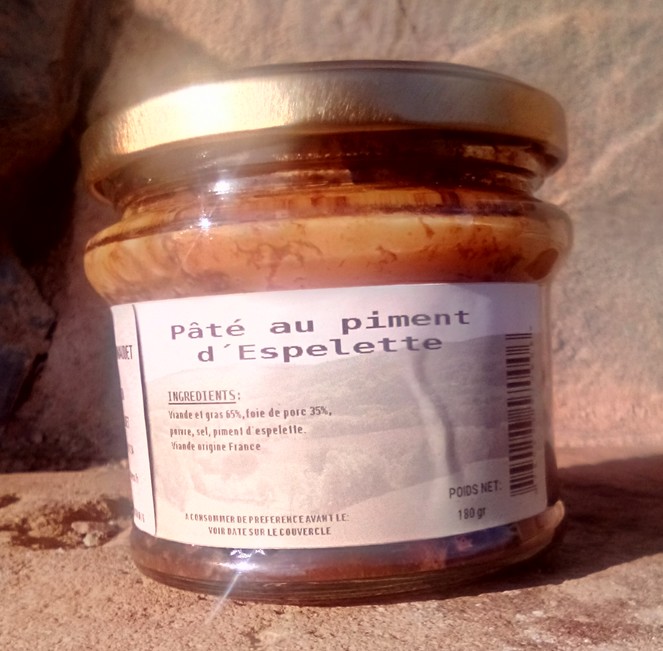 Pâté au piment
d´Espelette
INGREDIENTS:
Viande et gras 65%, foie de porc 35%,
poivre, sel, piment d'espelette.
Viande origine France
POIDS NET:
180 gr
A CONSOMMER DE PREFERENCE AVANT LE:
VOIR DATE SUR LE COUVERCLE